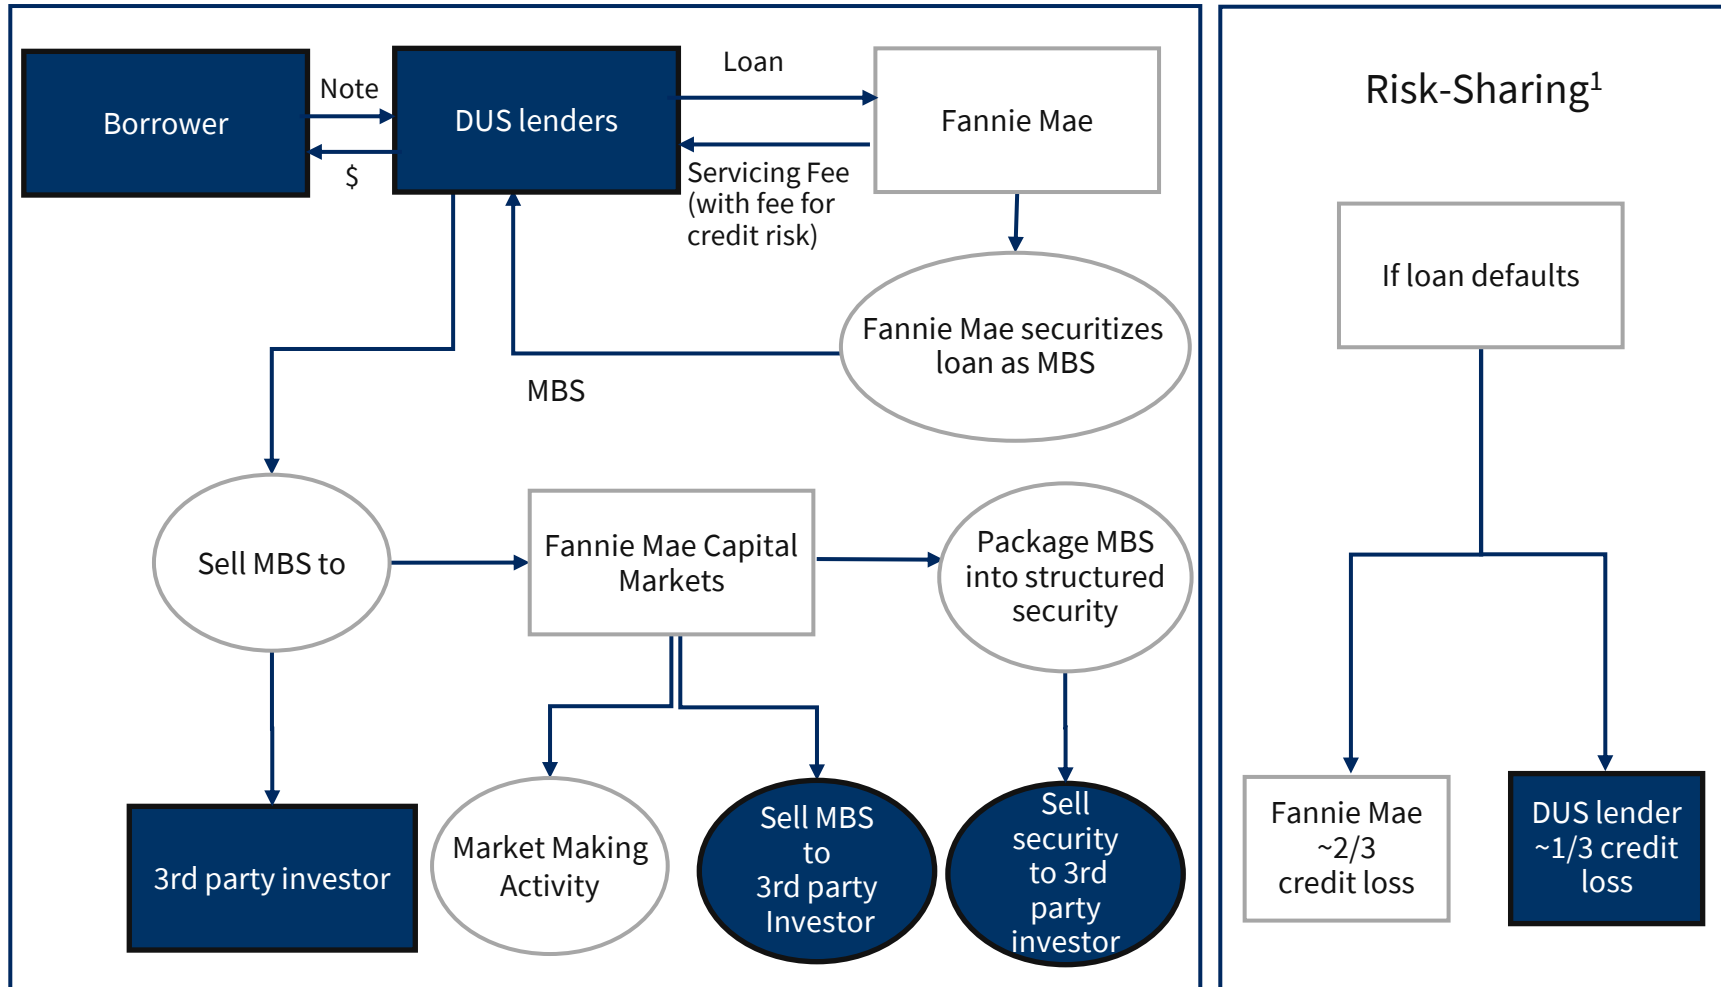 Borrower
Note
$
DUS lenders
Loan
Servicing Fee
(with fee for
credit risk)
Fannie Mae
Fannie Mae securitizes
loan as MBS
MBS
Sell MBS to
Fannie Mae Capital
Markets
Package MBS
into structured
security
3rd party investor
Market Making
Activity
Sell MBS
to
3rd party
Investor
Sell
security
to 3rd
party
investor
Risk-Sharing¹
If loan defaults
Fannie Mae
~2/3
credit loss
DUS lender
~1/3 credit
loss